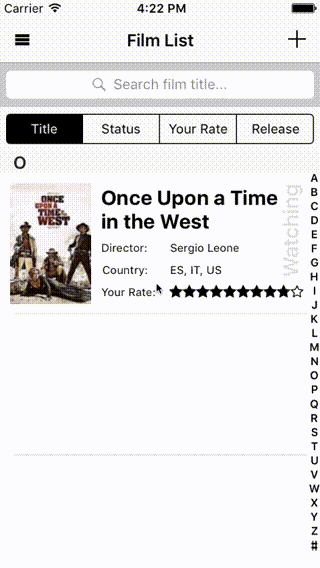 Carrier 4:22 PM
Film List
Search film title...
Title Status Your Rate Release
O
ONCE
UPON A
TIME IN
THE
WEST
Once Upon a Time
in the West
Director: Sergio Leone
Country: ES, IT, US
Your Rate:
Watching
A
B
C
D
E
F
G
H
I
J
K
L
M
N
O
P
Q
R
S
T
U
V
W
X
Y
Z
#